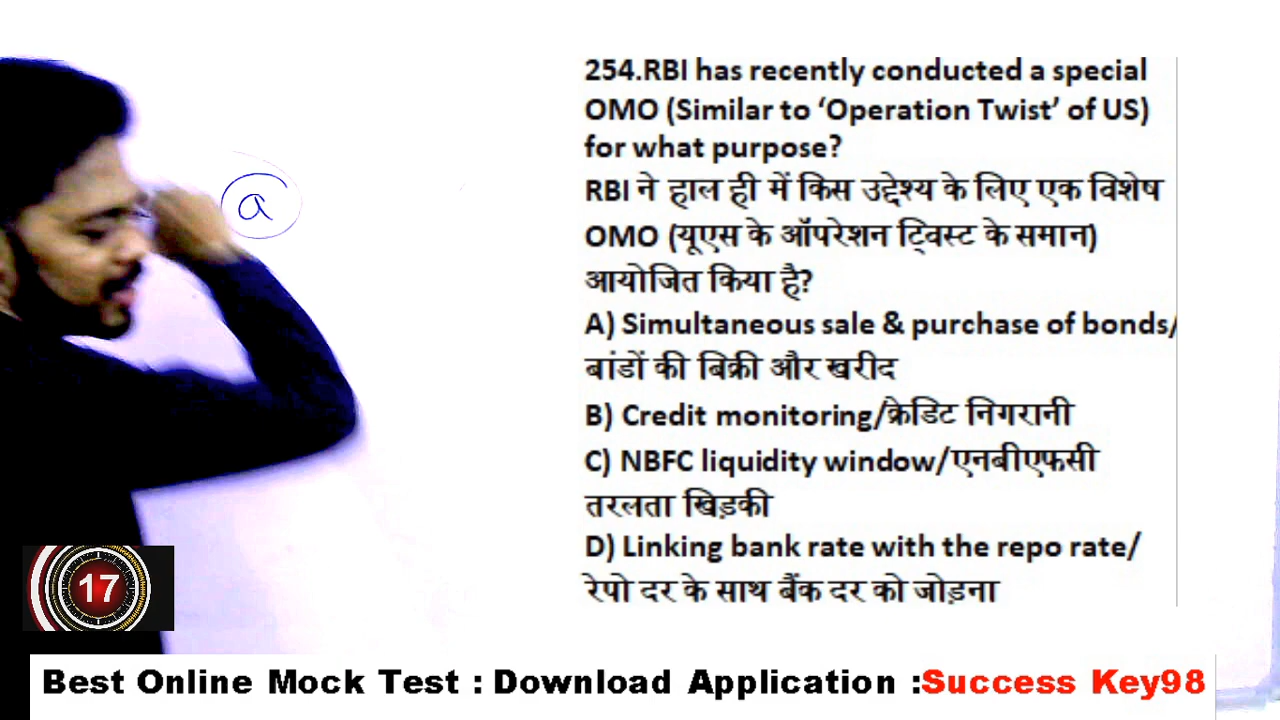 a
254.RBI has recently conducted a special
OMO (Similar to ‘Operation Twist’ of US)
for what purpose?
RBI ने हाल ही में किस उद्देश्य के लिए एक विशेष
OMO (यूएस के ऑपरेशन ट्विस्ट के समान)
आयोजित किया है?
A) Simultaneous sale & purchase of bonds/
बांडों की बिक्री और खरीद
B) Credit monitoring/क्रेडिट निगरानी
C) NBFC liquidity window/एनबीएफसी
तरलता खिड़की
D) Linking bank rate with the repo rate/
रेपो दर के साथ बैंक दर को जोड़ना
17
Best Online Mock Test : Download Application :Success Key98